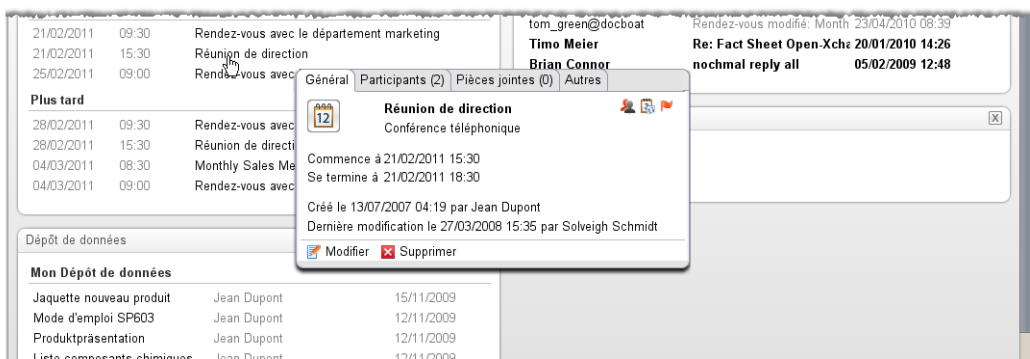 21/02/2011 09:30 Rendez-vous avec le département marketing
21/02/2011 15:30 Réunion de direction
25/02/2011 09:00 Rendez-vous avec
Plus tard
28/02/2011 09:30 Rendez-vous avec
28/02/2011 15:30 Réunion de directi
04/03/2011 08:30 Monthly Sales Me
04/03/2011 09:00 Rendez-vous avec
tom_green@docboat Rendez-vous modifié: Month 23/04/2010 08:39
Timo Meier Re: Fact Sheet Open-Xcha 20/01/2010 14:26
Brian Connor nochmal reply all 05/02/2009 12:48
Général Participants (2) Pièces jointes (0) Autres
12
Réunion de direction
Conférence téléphonique
Commence à 21/02/2011 15:30
Se termine à 21/02/2011 18:30
Créé le 13/07/2007 04:19 par Jean Dupont
Dernière modification le 27/03/2008 15:35 par Solveigh Schmidt
Modifier Supprimer
Dépôt de données
Mon Dépôt de données
Jaquette nouveau produit Jean Dupont 15/11/2009
Mode d'emploi SP603 Jean Dupont 12/11/2009
Produktpräsentation Jean Dupont 12/11/2009
Liste composants chimiques Jean Dupont 12/11/2009